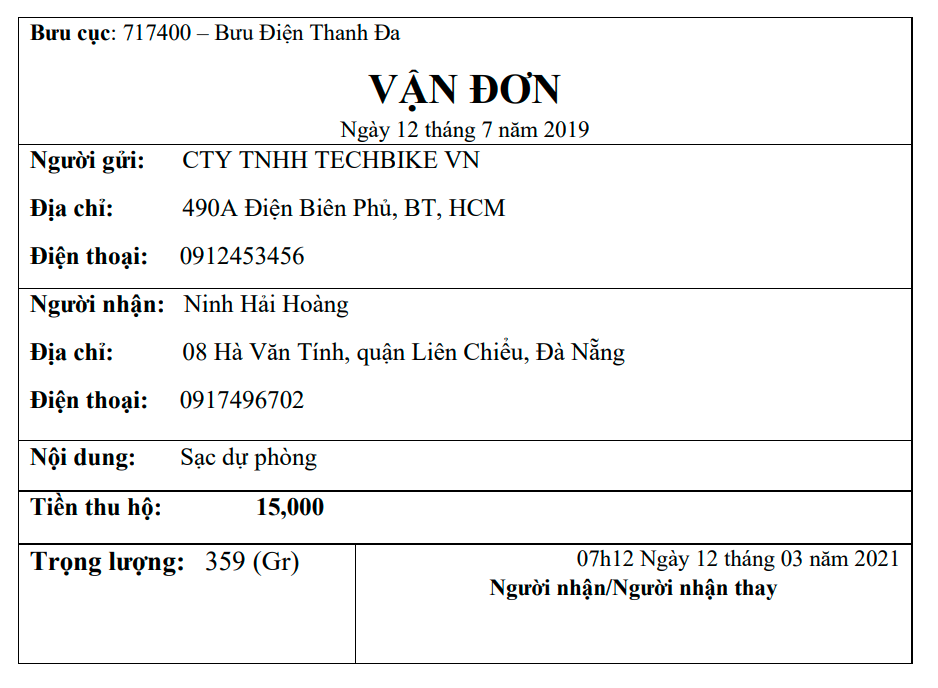 Bưu cục: 717400 – Bưu Điện Thanh Đa
VẬN ĐƠN
Ngày 12 tháng 7 năm 2019
Người gửi: CTY TNHH TECHBIKE VN
Địa chỉ: 490A Điện Biên Phủ, BT, HCM
Điện thoại: 0912453456
Người nhận: Ninh Hải Hoàng
Địa chỉ: 08 Hà Văn Tính, quận Liên Chiểu, Đà Nẵng
Điện thoại: 0917496702
Nội dung: Sạc dự phòng
Tiền thu hộ: 15,000
Trọng lượng: 359 (Gr)
07h12 Ngày 12 tháng 03 năm 2021
Người nhận/Người nhận thay